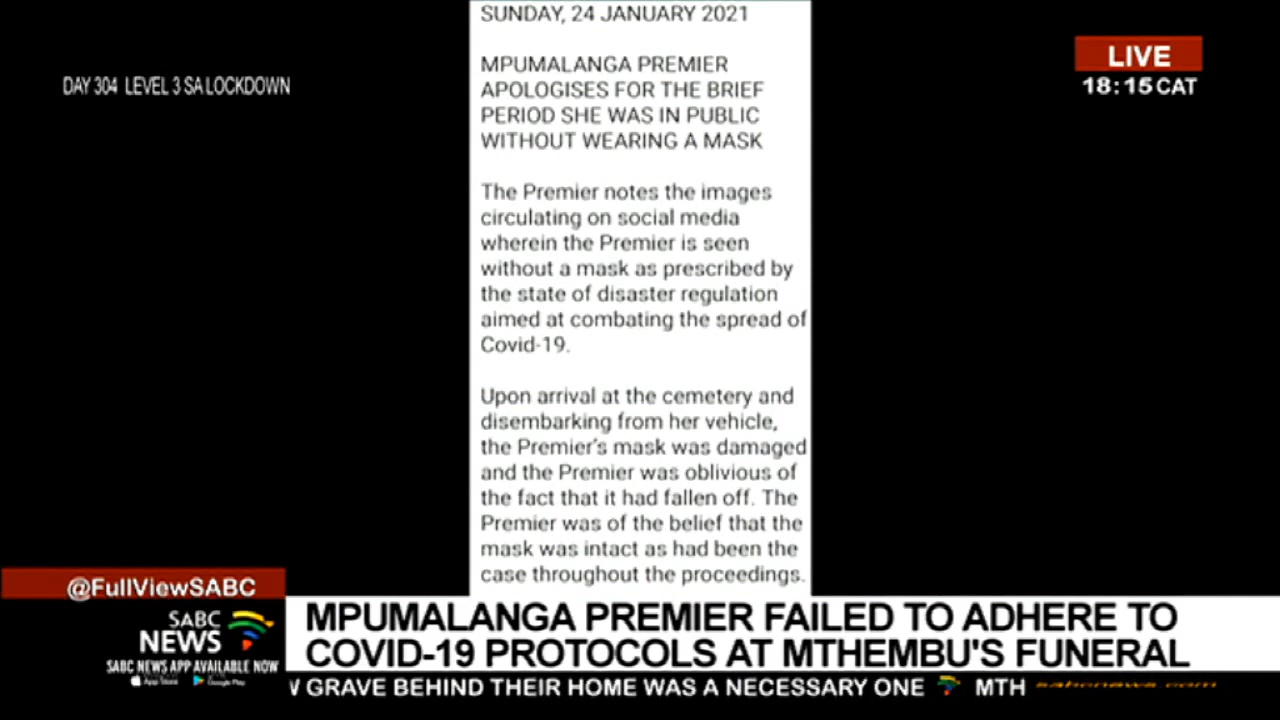 SUNDAY, 24 JANUARY 2021
DAY 304 LEVEL 3 SA LOCKDOWN
LIVE
18:15 CAT
MPUMALANGA PREMIER
APOLOGISES FOR THE BRIEF
PERIOD SHE WAS IN PUBLIC
WITHOUT WEARING A MASK
The Premier notes the images
circulating on social media
wherein the Premier is seen
without a mask as prescribed by
the state of disaster regulation
aimed at combating the spread of
Covid-19.
Upon arrival at the cemetery and
disembarking from her vehicle,
the Premier's mask was damaged
and the Premier was oblivious of
the fact that it had fallen off. The
Premier was of the belief that the
mask was intact as had been the
case throughout the proceedings.
@FullViewSABC
SABC
NEWS
SABC NEWS APP AVAILABLE NOW
App Store Google Play
MPUMALANGA PREMIER FAILED TO ADHERE TO
COVID-19 PROTOCOLS AT MTHEMBU'S FUNERAL
W GRAVE BEHIND THEIR HOME WAS A NECESSARY ONE MTH sabcnews.com